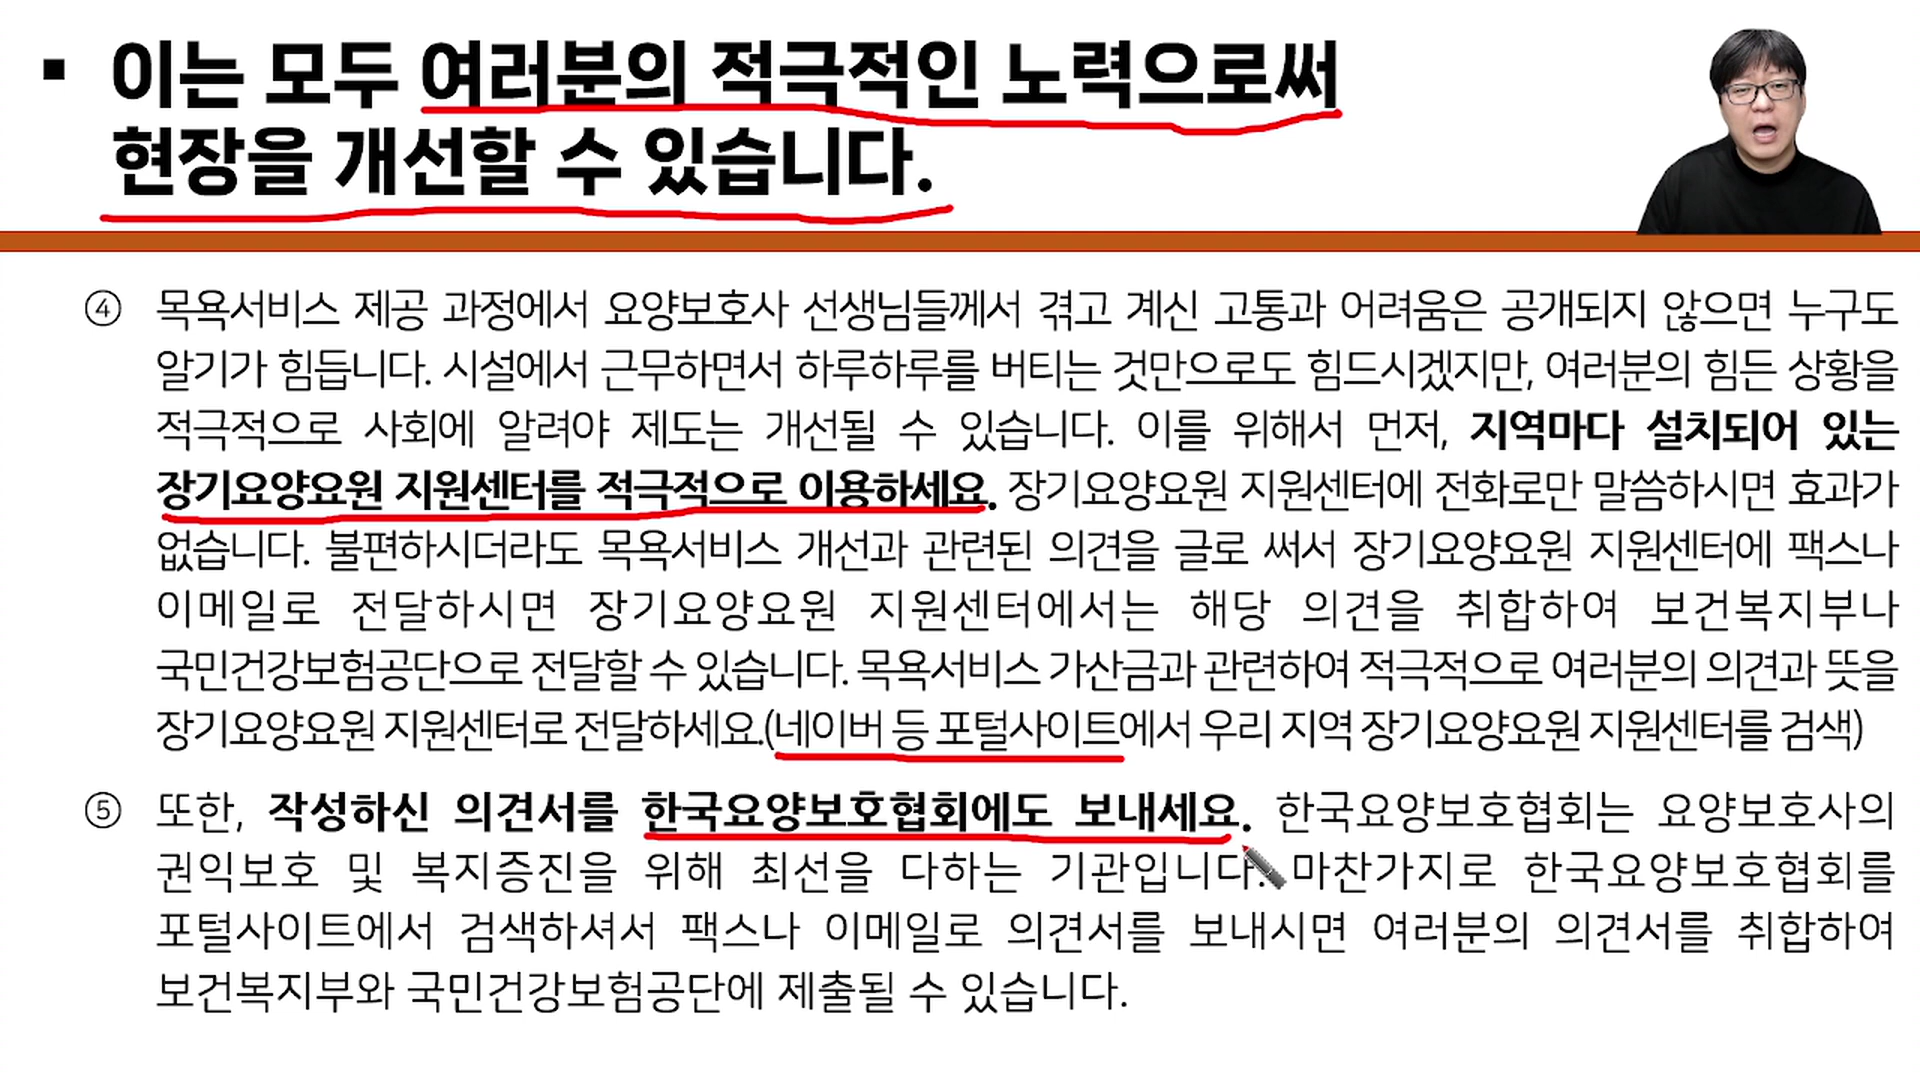 ▪ 이는 모두 여러분의 적극적인 노력으로써
현장을 개선할 수 있습니다.
④ 목욕서비스 제공 과정에서 요양보호사 선생님들께서 겪고 계신 고통과 어려움은 공개되지 않으면 누구도
알기가 힘듭니다. 시설에서 근무하면서 하루하루를 버티는 것만으로도 힘드시겠지만, 여러분의 힘든 상황을
적극적으로 사회에 알려야 제도는 개선될 수 있습니다. 이를 위해서 먼저, 지역마다 설치되어 있는
장기요양요원 지원센터를 적극적으로 이용하세요. 장기요양요원 지원센터에 전화로만 말씀하시면 효과가
없습니다. 불편하시더라도 목욕서비스 개선과 관련된 의견을 글로 써서 장기요양요원 지원센터에 팩스나
이메일로 전달하시면 장기요양요원 지원센터에서는 해당 의견을 취합하여 보건복지부나
국민건강보험공단으로 전달할 수 있습니다. 목욕서비스 가산금과 관련하여 적극적으로 여러분의 의견과 뜻을
장기요양요원 지원센터로 전달하세요.(네이버 등 포털사이트에서 우리 지역 장기요양요원 지원센터를 검색)
⑤ 또한, 작성하신 의견서를 한국요양보호협회에도 보내세요. 한국요양보호협회는 요양보호사의
권익보호 및 복지증진을 위해 최선을 다하는 기관입니다. 마찬가지로 한국요양보호협회를
포털사이트에서 검색하셔서 팩스나 이메일로 의견서를 보내시면 여러분의 의견서를 취합하여
보건복지부와 국민건강보험공단에 제출될 수 있습니다.